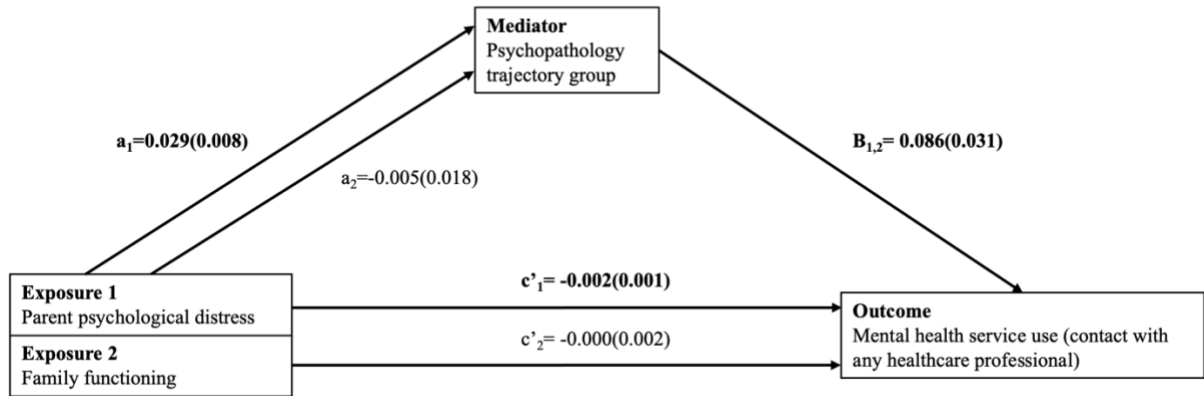 Mediator
Psychopathology
trajectory group
a₁=0.029(0.008)
B₁,₂= 0.086(0.031)
a₂=-0.005(0.018)
c’₁= -0.002(0.001)
Exposure 1
Parent psychological distress
Outcome
Mental health service use (contact with
any healthcare professional)
c’₂= -0.000(0.002)
Exposure 2
Family functioning